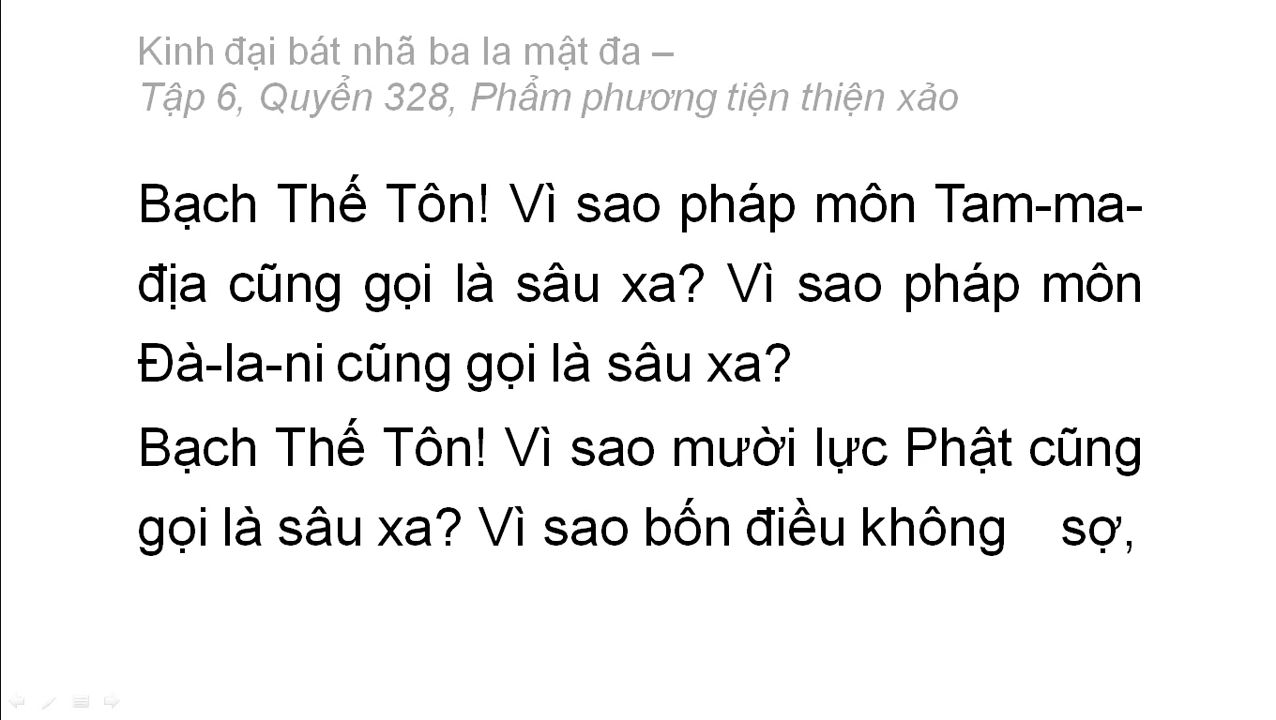 Kinh đại bát nhã ba la mật đa –
Tập 6, Quyển 328, Phẩm phương tiện thiện xảo
Bạch Thế Tôn! Vì sao pháp môn Tam-ma-
địa cũng gọi là sâu xa? Vì sao pháp môn
Đà-la-ni cũng gọi là sâu xa?
Bạch Thế Tôn! Vì sao mười lực Phật cũng
gọi là sâu xa? Vì sao bốn điều không sợ,